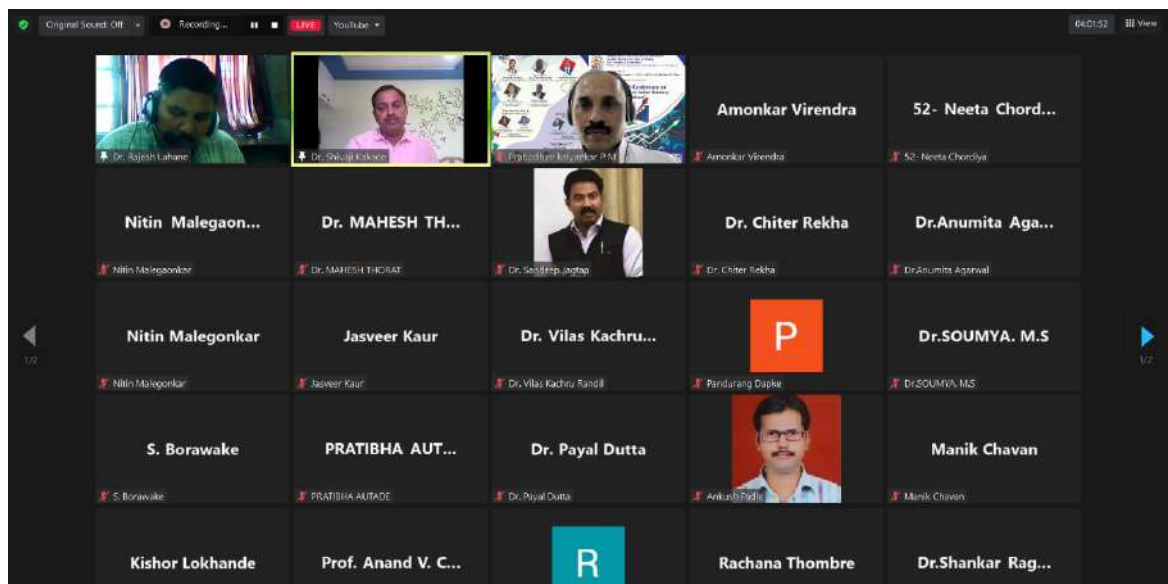 Original Sound: Off
Recording...
LIVE
YouTube
04:01:52
View
Dr. Rajesh Lahane
Dr. Shivaji Kakade
Prabodhan kalyankar P M
Amonkar Virendra
Amonkar Virendra
52- Neeta Chord...
52- Neeta Chordiya
Nitin Malegaon...
Nitin Malegaonkar
Dr. MAHESH TH...
Dr. MAHESH THORAT
Dr. Sandeep Jagtap
Dr. Chiter Rekha
Dr. Chiter Rekha
Dr.Anumita Aga...
Dr.Anumita Agarwal
1/2
Nitin Malegonkar
Nitin Malegonkar
Jasveer Kaur
Jasveer Kaur
Dr. Vilas Kachru...
Dr. Vilas Kachru Randil
P
Pandurang Dapke
Dr.SOUMYA. M.S
Dr.SOUMYA. M.S
1/2
S. Borawake
S. Borawake
PRATIBHA AUT...
PRATIBHA AUTADE
Dr. Payal Dutta
Dr. Payal Dutta
Ankush Padle
Manik Chavan
Manik Chavan
Kishor Lokhande
Prof. Anand V. C...
R
Rachana Thombre
Dr.Shankar Rag...